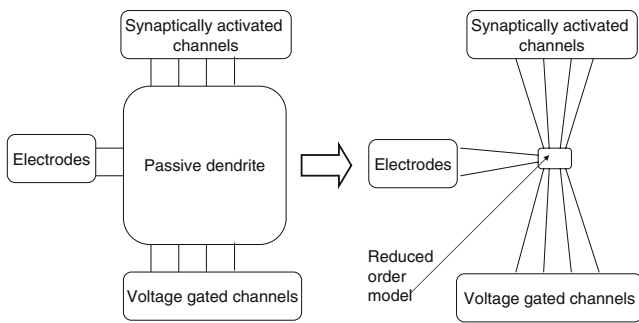 Synaptically activated
channels
Electrodes
Passive dendrite
Voltage gated channels
Synaptically activated
channels
Electrodes
Reduced
order
model
Voltage gated channels